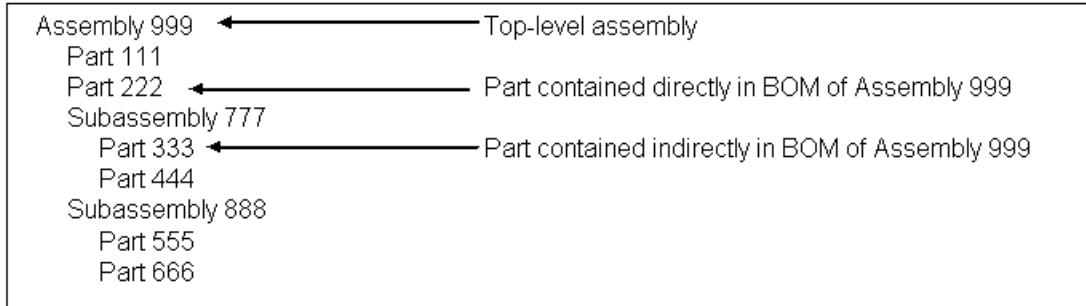 Assembly 999 Top-level assembly
Part 111
Part 222 Part contained directly in BOM of Assembly 999
Subassembly 777
Part 333 Part contained indirectly in BOM of Assembly 999
Part 444
Subassembly 888
Part 555
Part 666